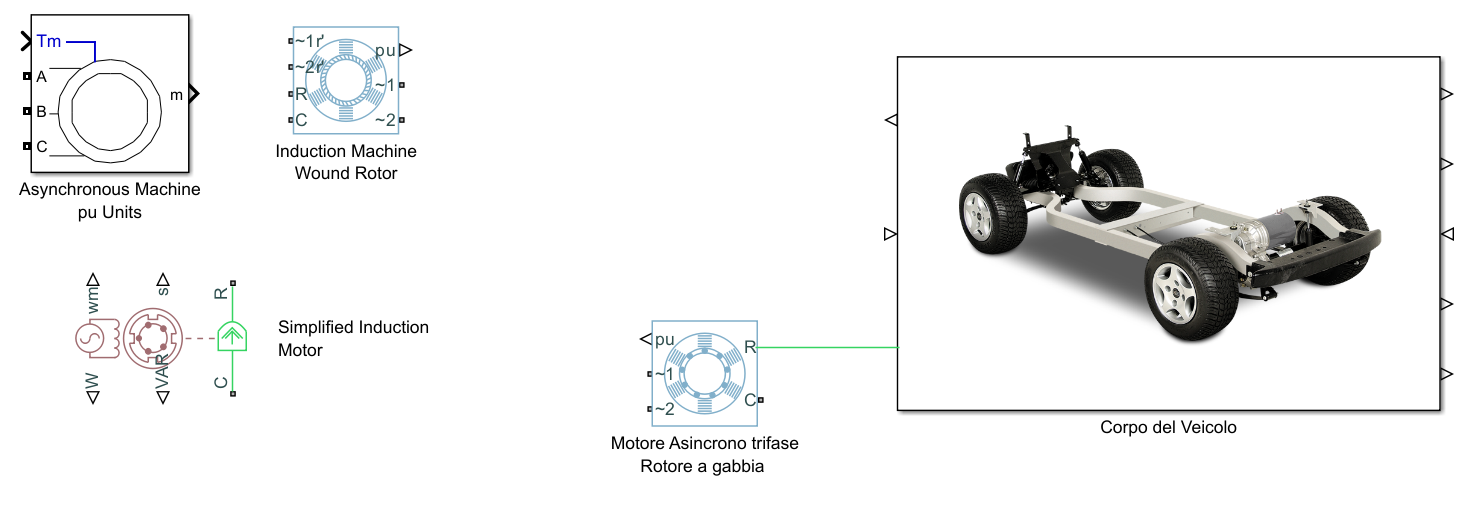 Tm
A
B
C
m
Asynchronous Machine
pu Units
~1r'
~2r'
R
C
pu
~1
~2
Induction Machine
Wound Rotor
wm
s
R
W
VAR
C
Simplified Induction
Motor
pu
~1
~2
R
C
Motore Asincrono trifase
Rotore a gabbia
Corpo del Veicolo